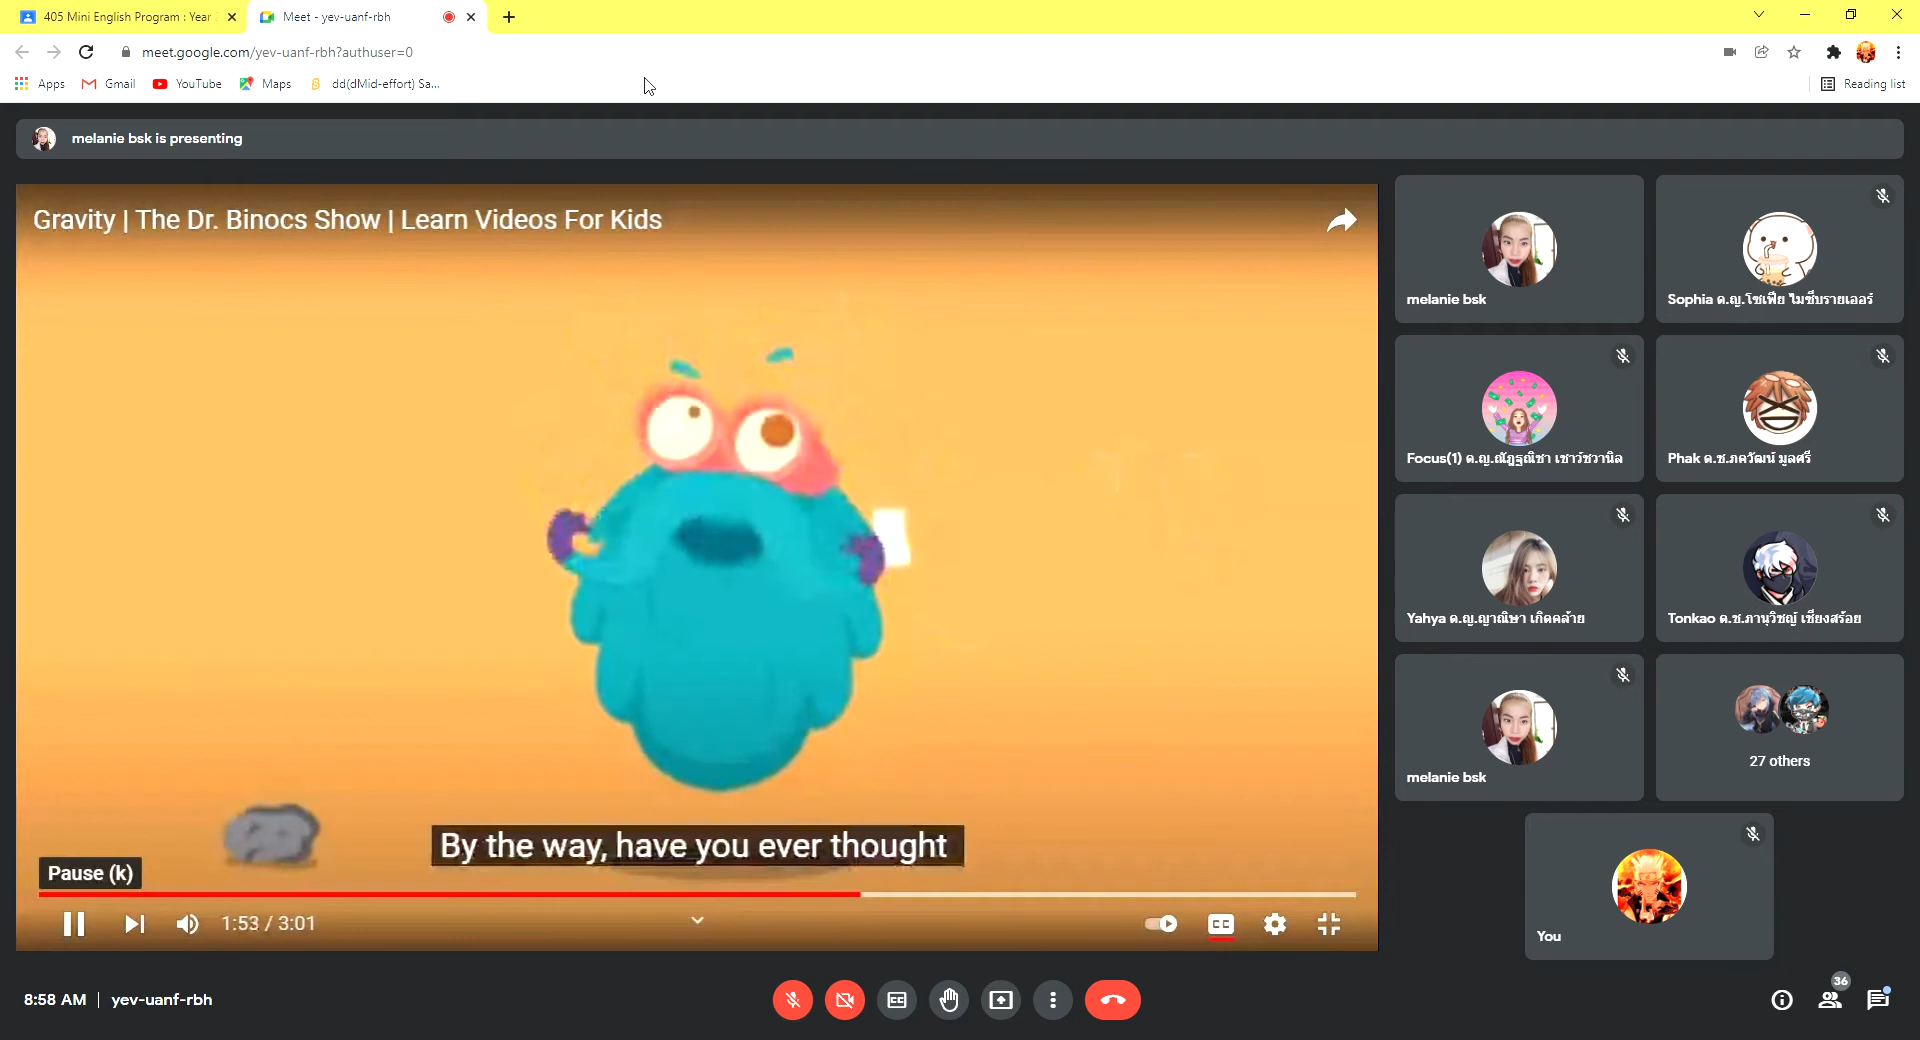 405 Mini English Program : Year
Meet - yev-uanf-rbh
meet.google.com/yev-uanf-rbh?authuser=0
Apps
Gmail
YouTube
Maps
dd(dMid-effort) Sa...
Reading list
melanie bsk is presenting
Gravity | The Dr. Binocs Show | Learn Videos For Kids
melanie bsk
Sophia ด.ญ.โซเฟีย ไมซึ่บรายเออร์
Focus(1) ด.ญ.ณัฏฐณิชา เชาว์ชวานิล
Phak ด.ช.ภควัฒน์ มูลศรี
Yahya ด.ญ.ญาณิษา เกิดคล้าย
Tonkao ด.ช.ภานุวิชญ์ เชียงสร้อย
melanie bsk
27 others
You
By the way, have you ever thought
Pause (k)
1:53 / 3:01
CC
8:58 AM | yev-uanf-rbh
36